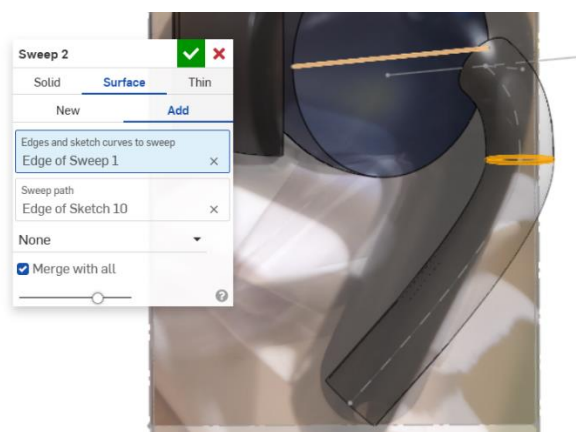 Sweep 2
Solid Surface Thin
New Add
Edges and sketch curves to sweep
Edge of Sweep 1
Sweep path
Edge of Sketch 10
None
Merge with all